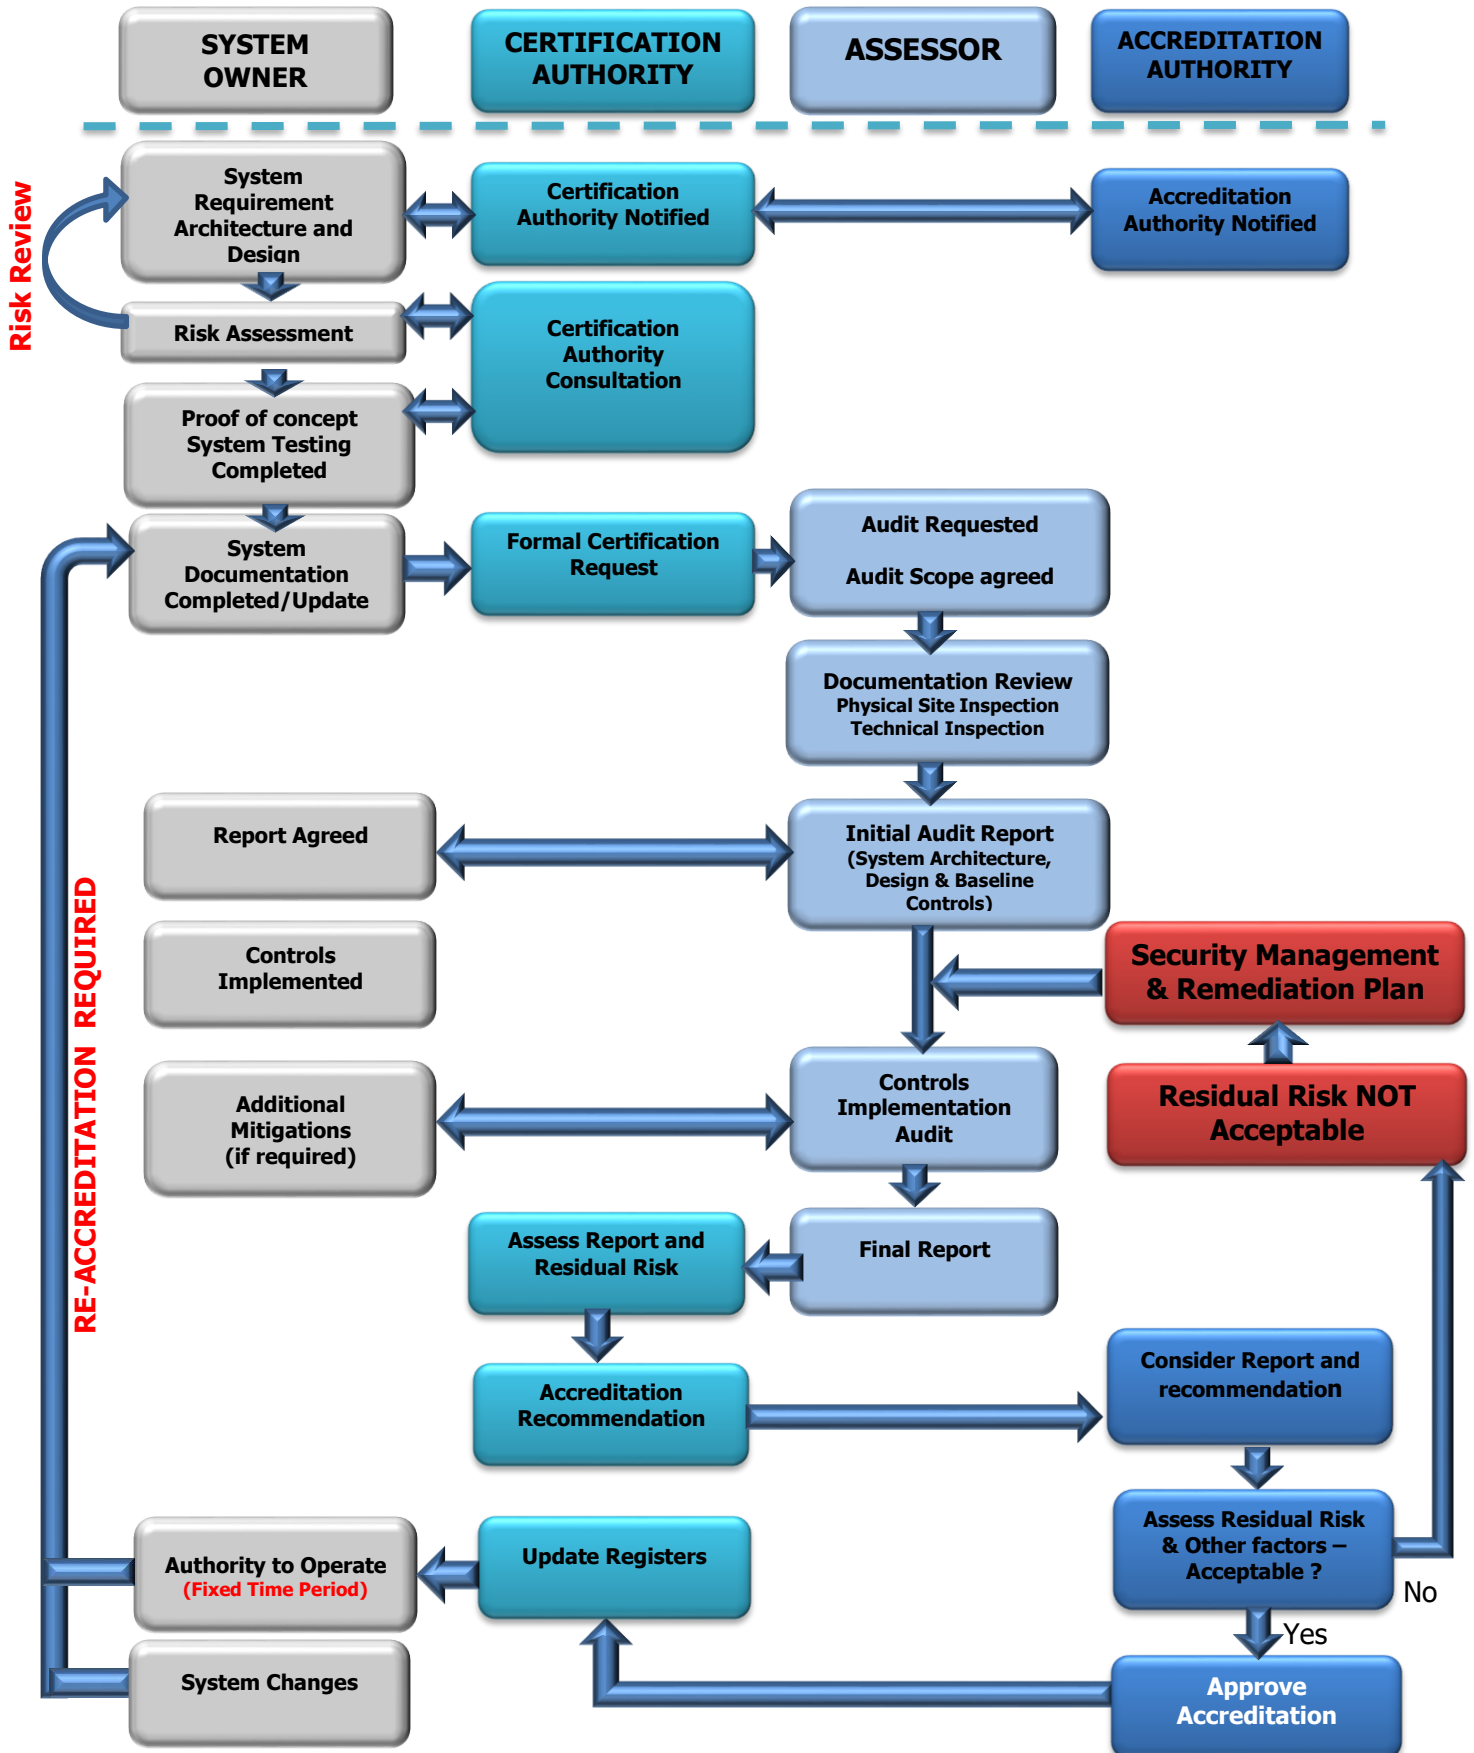 SYSTEM
OWNER
CERTIFICATION
AUTHORITY
ASSESSOR
ACCREDITATION
AUTHORITY
Risk Review
System
Requirement
Architecture and
Design
Certification
Authority Notified
Accreditation
Authority Notified
Risk Assessment
Certification
Authority
Consultation
Proof of concept
System Testing
Completed
System
Documentation
Completed/Update
Formal Certification
Request
Audit Requested
Audit Scope agreed
Documentation Review
Physical Site Inspection
Technical Inspection
Report Agreed
Initial Audit Report
(System Architecture,
Design & Baseline
Controls)
RE-ACCREDITATION REQUIRED
Controls
Implemented
Security Management
& Remediation Plan
Additional
Mitigations
(if required)
Controls
Implementation
Audit
Residual Risk NOT
Acceptable
Assess Report and
Residual Risk
Final Report
Accreditation
Recommendation
Consider Report and
recommendation
Assess Residual Risk
& Other factors –
Acceptable ?
No
Yes
Authority to Operate
(Fixed Time Period)
Update Registers
System Changes
Approve
Accreditation